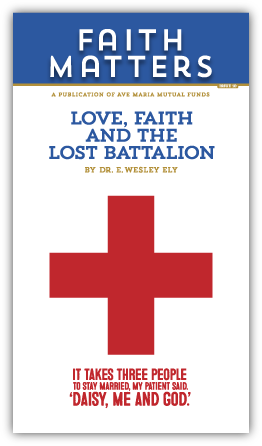 FAITH
MATTERS
A PUBLICATION OF AVE MARIA MUTUAL FUNDS
LOVE, FAITH
AND THE
LOST BATTALION
BY DR. E. WESLEY ELY
IT TAKES THREE PEOPLE
TO STAY MARRIED, MY PATIENT SAID.
'DAISY, ME AND GOD.'